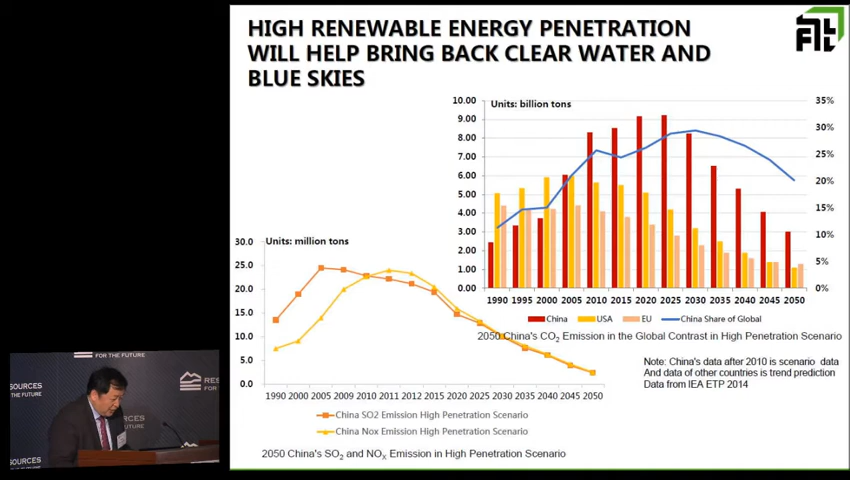 HIGH RENEWABLE ENERGY PENETRATION
WILL HELP BRING BACK CLEAR WATER AND
BLUE SKIES
Units: billion tons
10.00
9.00
8.00
7.00
6.00
5.00
4.00
3.00
2.00
1.00
0.00
35%
30%
25%
20%
15%
10%
5%
0%
1990 1995 2000 2005 2010 2015 2020 2025 2030 2035 2040 2045 2050
China USA EU China Share of Global
2050 China's CO2 Emission in the Global Contrast in High Penetration Scenario
Note: China's data after 2010 is scenario data
And data of other countries is trend prediction
Data from IEA ETP 2014
Units: million tons
30.0
25.0
20.0
15.0
10.0
5.0
0.0
1990 2000 2005 2009 2010 2011 2012 2015 2020 2025 2030 2035 2040 2045 2050
China SO2 Emission High Penetration Scenario
China Nox Emission High Penetration Scenario
2050 China's SO2 and NOX Emission in High Penetration Scenario
FOR THE FUTURE
SOURCES
THE FUTURE
RES
FOR